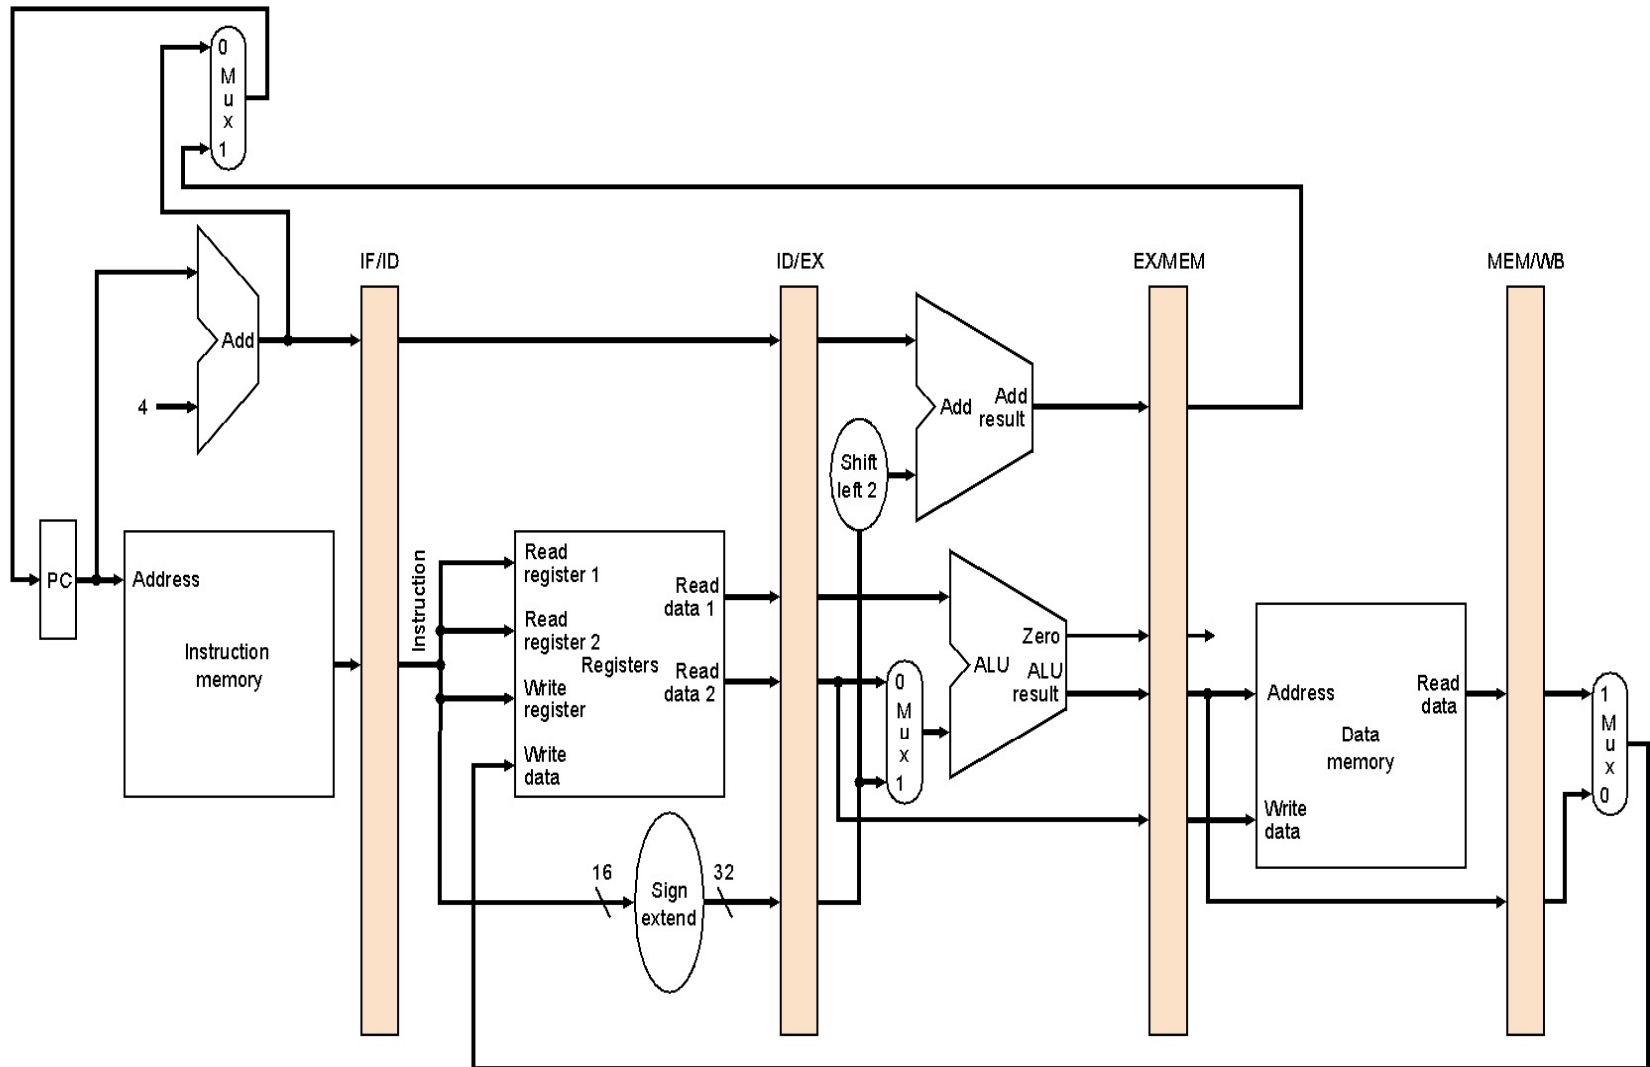 0
M
u
x
1
IF/ID
ID/EX
EX/MEM
MEM/WB
Add
4
Add
Add
result
Shift
left 2
PC
Address
Instruction
memory
Instruction
Read
register 1
Read
register 2
Write
register
Write
data
Registers
Read
data 1
Read
data 2
16
Sign
extend
32
0
M
u
x
1
Zero
ALU
ALU
result
Address
Read
data
Data
memory
Write
data
1
M
u
x
0